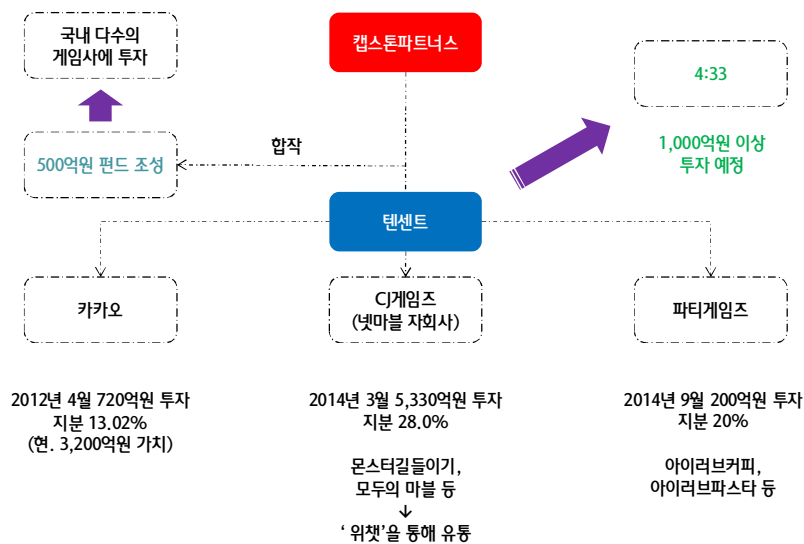 국내 다수의
게임사에 투자
캡스톤파트너스
4:33
500억원 펀드 조성
합작
1,000억원 이상
투자 예정
텐센트
카카오
CJ게임즈
(넷마블 자회사)
파티게임즈
2012년 4월 720억원 투자
지분 13.02%
(현. 3,200억원 가치)
2014년 3월 5,330억원 투자
지분 28.0%
몬스터길들이기,
모두의 마블 등
↓
‘ 위챗’을 통해 유통
2014년 9월 200억원 투자
지분 20%
아이러브커피,
아이러브파스타 등